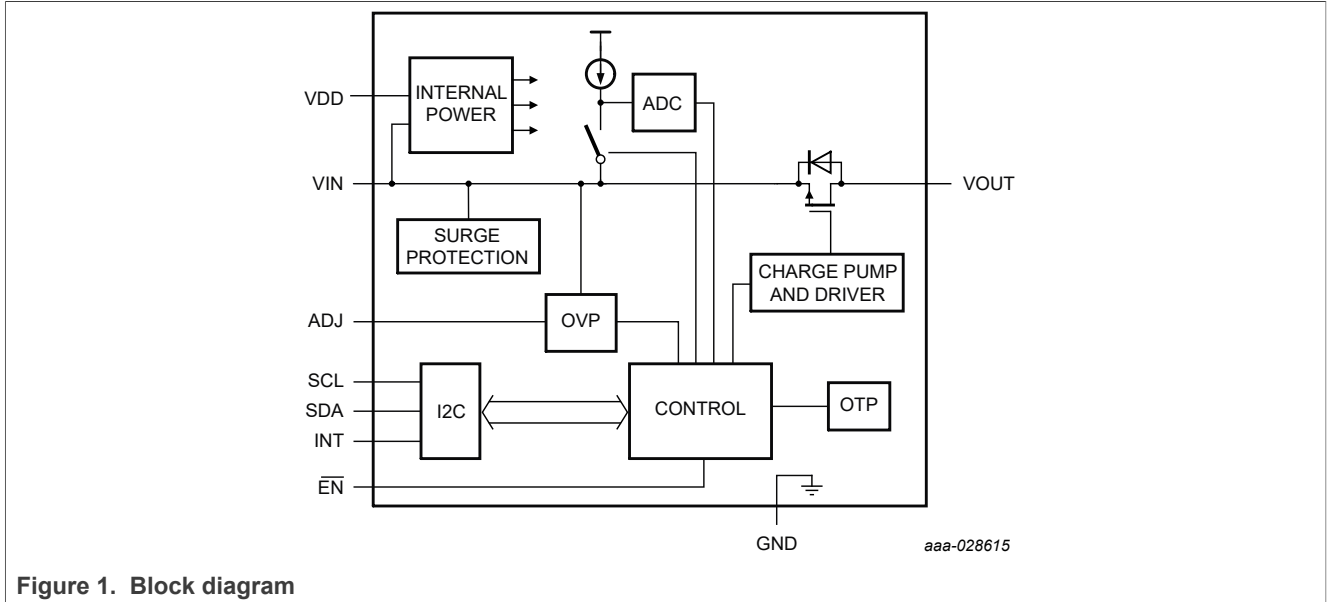 VDD
INTERNAL
POWER
ADC
VIN
VOUT
SURGE
PROTECTION
CHARGE PUMP
AND DRIVER
ADJ
OVP
SCL
SDA
INT
I2C
CONTROL
OTP
EN
GND
aaa-028615
Figure 1. Block diagram